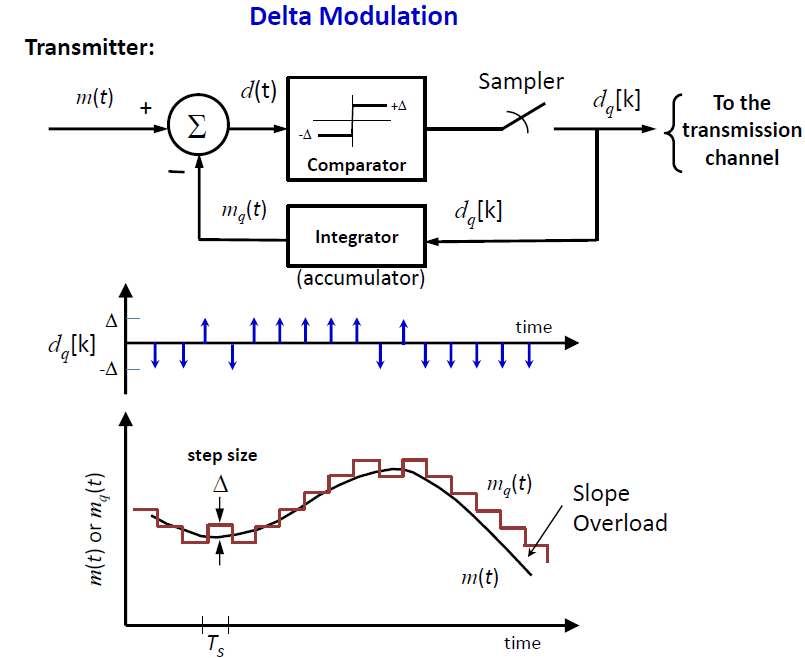 Delta Modulation
Transmitter:
m(t)
+
Σ
−
d(t)
+Δ
-Δ
Comparator
Sampler
d_q[k]
To the
transmission
channel
m_q(t)
Integrator
(accumulator)
d_q[k]
d_q[k]
Δ
-Δ
time
m(t) or m_q(t)
step size
Δ
m_q(t)
Slope
Overload
m(t)
T_s
time